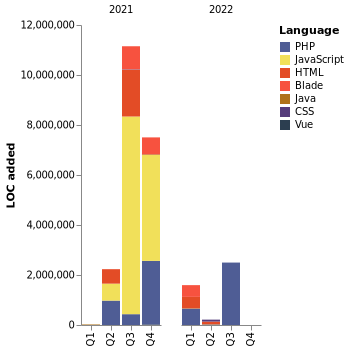 2021
2022
LOC added
12,000,000
10,000,000
8,000,000
6,000,000
4,000,000
2,000,000
0
Q1
Q2
Q3
Q4
Q1
Q2
Q3
Q4
Language
PHP
JavaScript
HTML
Blade
Java
CSS
Vue